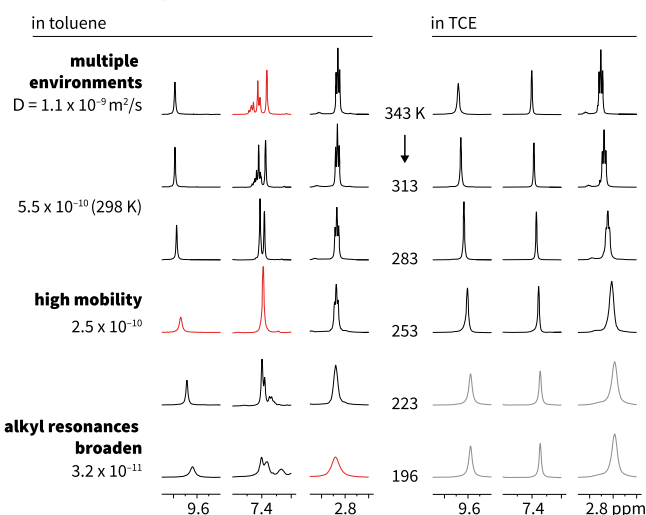 in toluene
in TCE
multiple
environments
D = 1.1 x 10⁻⁹ m²/s
343 K
313
5.5 x 10⁻¹⁰ (298 K)
283
high mobility
2.5 x 10⁻¹⁰
253
223
alkyl resonances
broaden
3.2 x 10⁻¹¹
196
9.6 7.4 2.8 9.6 7.4 2.8 ppm